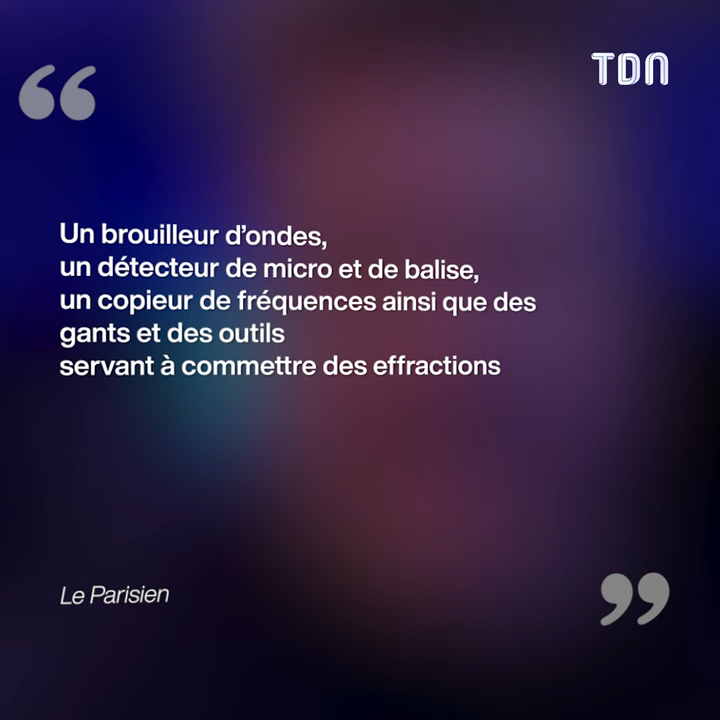 TDN
“
Un brouilleur d’ondes,
un détecteur de micro et de balise,
un copieur de fréquences ainsi que des
gants et des outils
servant à commettre des effractions
Le Parisien
”